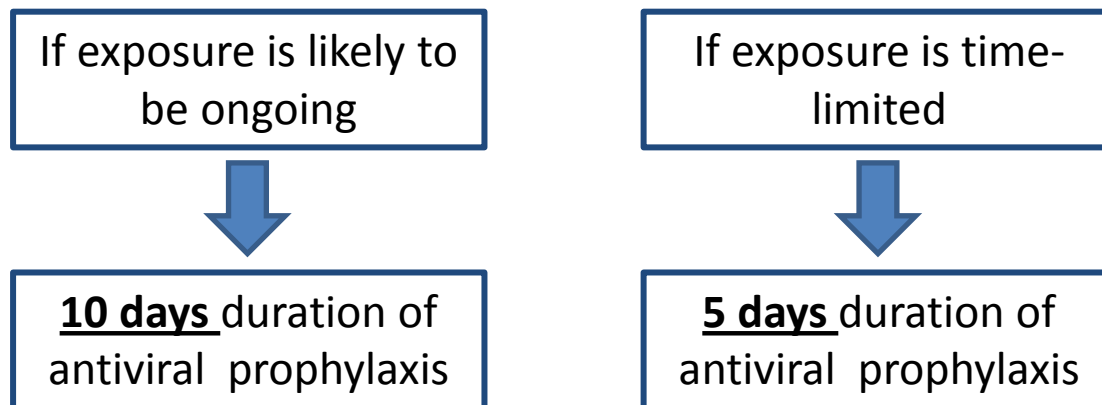 If exposure is likely to
be ongoing
If exposure is time-
limited
10 days duration of
antiviral  prophylaxis
5 days duration of
antiviral  prophylaxis